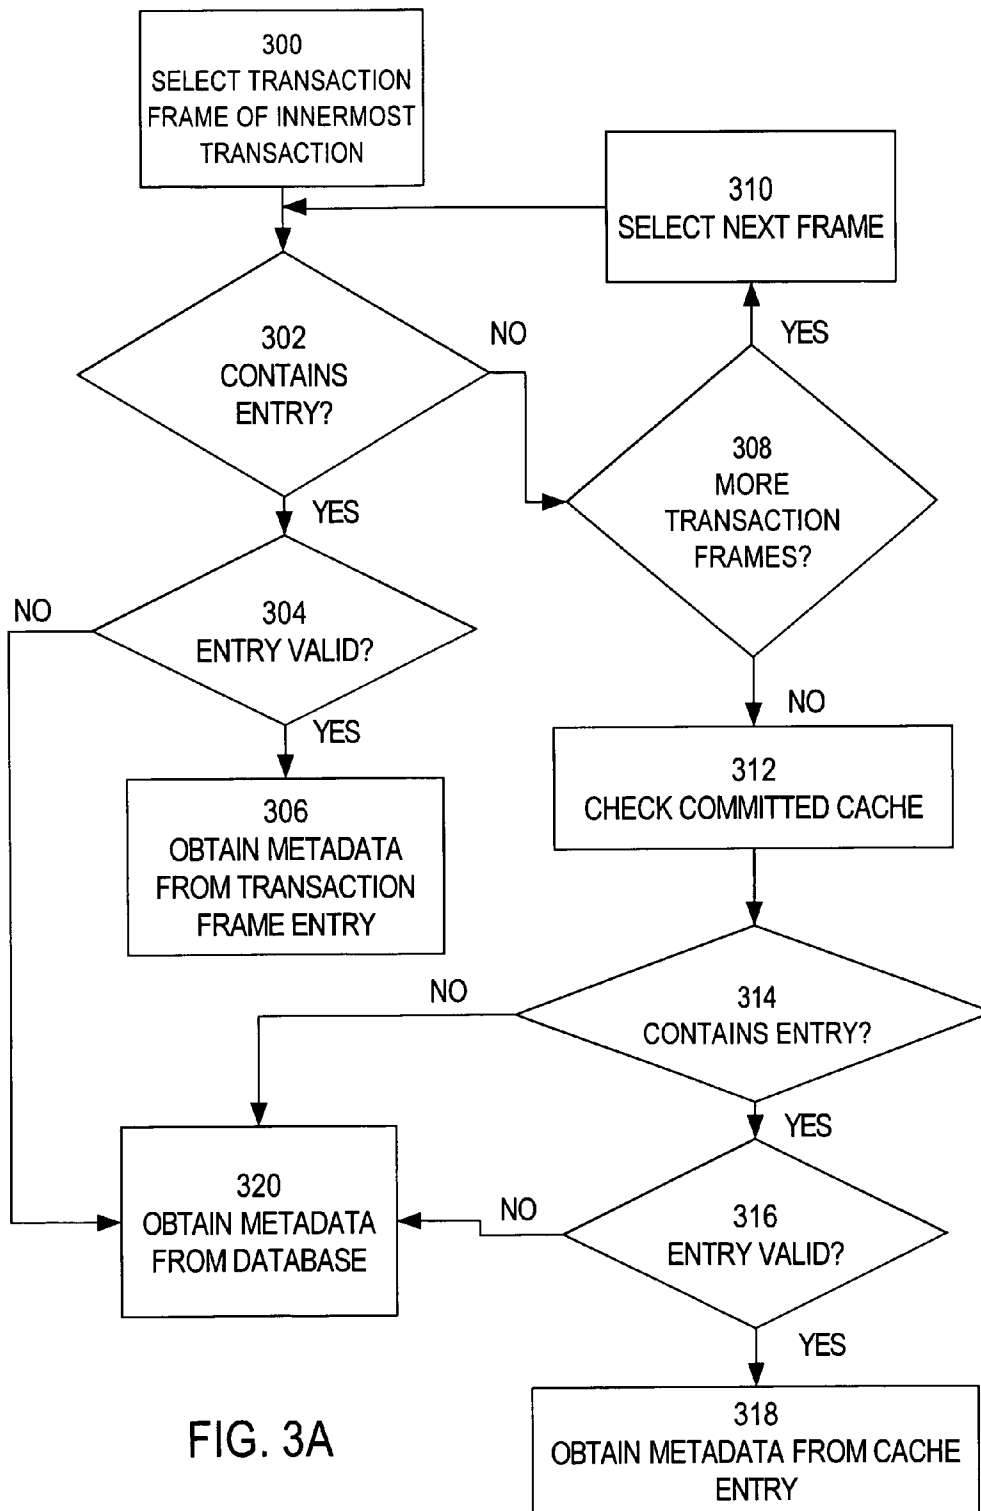 300
SELECT TRANSACTION
FRAME OF INNERMOST
TRANSACTION
310
SELECT NEXT FRAME
302
CONTAINS
ENTRY?
NO
YES
308
MORE
TRANSACTION
FRAMES?
YES
NO
304
ENTRY VALID?
NO
YES
312
CHECK COMMITTED CACHE
306
OBTAIN METADATA
FROM TRANSACTION
FRAME ENTRY
NO
314
CONTAINS ENTRY?
YES
320
OBTAIN METADATA
FROM DATABASE
NO
316
ENTRY VALID?
YES
318
OBTAIN METADATA FROM CACHE
ENTRY
FIG. 3A